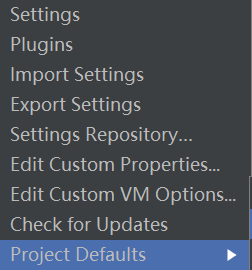 Settings
Plugins
Import Settings
Export Settings
Settings Repository...
Edit Custom Properties...
Edit Custom VM Options...
Check for Updates
Project Defaults